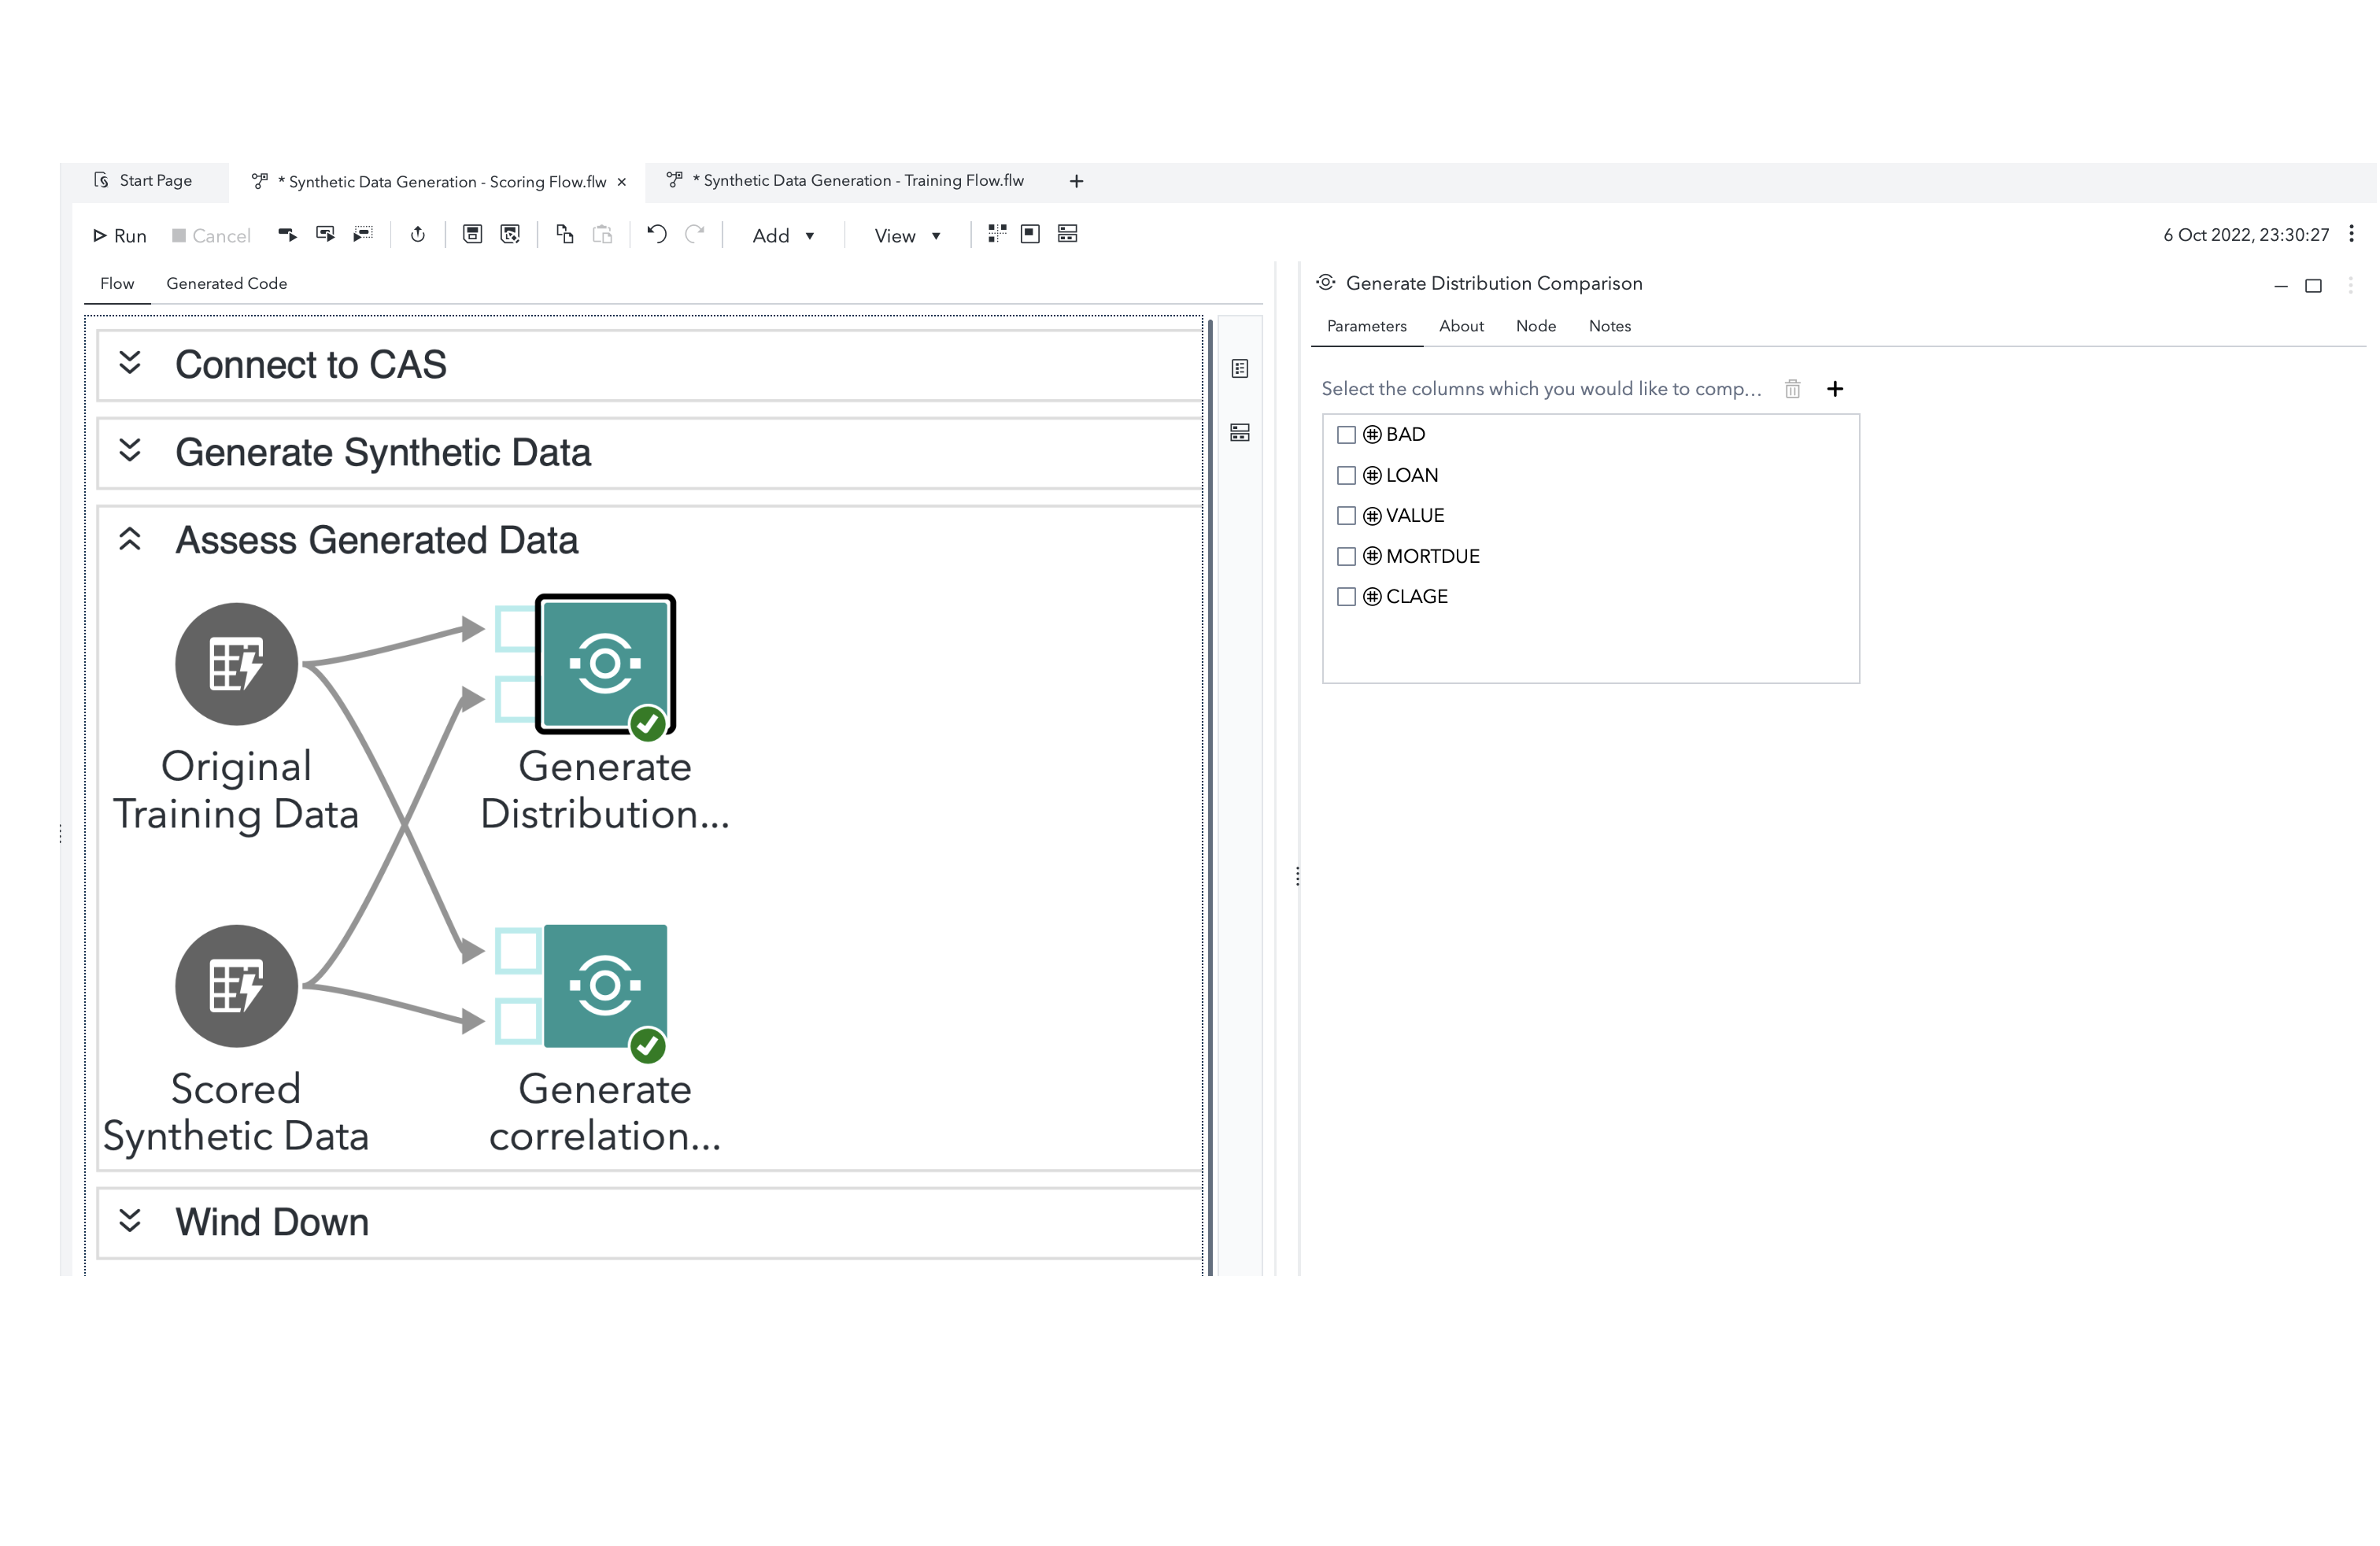 Start Page
* Synthetic Data Generation - Scoring Flow.flw
* Synthetic Data Generation - Training Flow.flw
Run
Cancel
Add
View
6 Oct 2022, 23:30:27
Flow
Generated Code
Connect to CAS
Generate Synthetic Data
Assess Generated Data
Original
Training Data
Generate
Distribution...
Scored
Synthetic Data
Generate
correlation...
Wind Down
Generate Distribution Comparison
Parameters
About
Node
Notes
Select the columns which you would like to comp...
BAD
LOAN
VALUE
MORTDUE
CLAGE